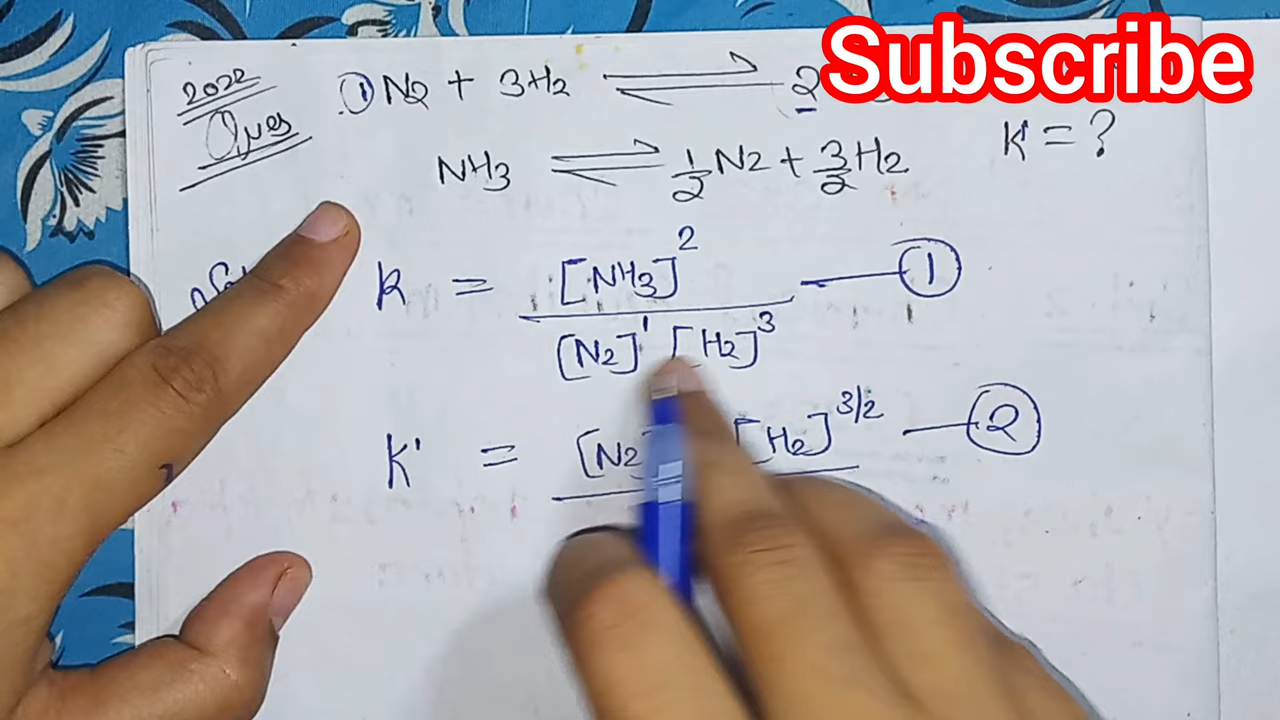 Subscribe
2022
Ques
① N2 + 3H2 ⇌ 2
NH3 ⇌ 1/2 N2 + 3/2 H2
K' = ?
K = [NH3]^2 / [N2]^1 [H2]^3 — ①
K' = [N2] [H2]^3/2 — ②